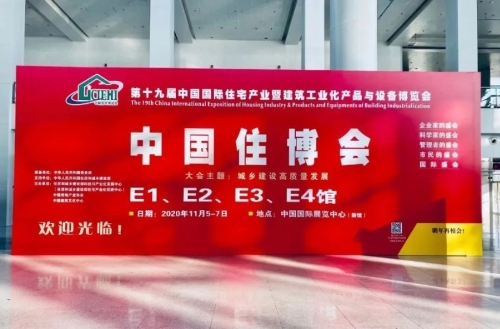 CIEHI
第十九届中国国际住宅产业暨建筑工业化产品与设备博览会
The 19th China International Exposition of Housing Industry & Products and Equipments of Building Industrialization
中国住博会
企业家的盛会
科学家的盛会
管理者的盛会
市民的盛会
国际盛会
大会主题：城乡建设高质量发展
E1、E2、E3、E4馆
日期：2020年11月5-7日
地点：中国国际展览中心（新馆）
欢迎光临！
明年再相会！